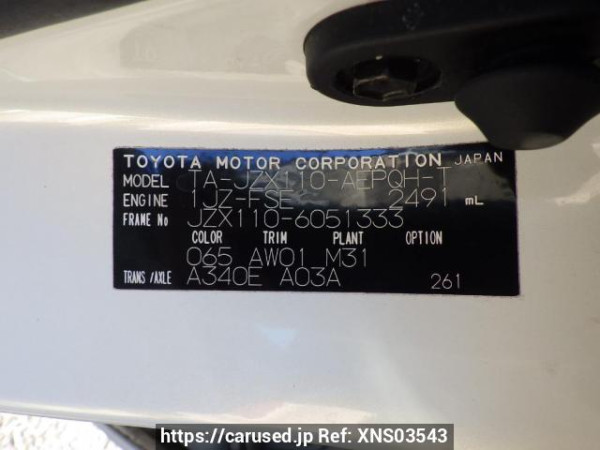 TOYOTA MOTOR CORPORATION JAPAN
MODEL TA-JZX110-AEPQH-T
ENGINE 1JZ-FSE 2491 mL
FRAME No JZX110-6051333
COLOR TRIM PLANT OPTION
065 AW01 M31
TRANS /AXLE A340E A03A 261
https://carused.jp Ref: XNS03543